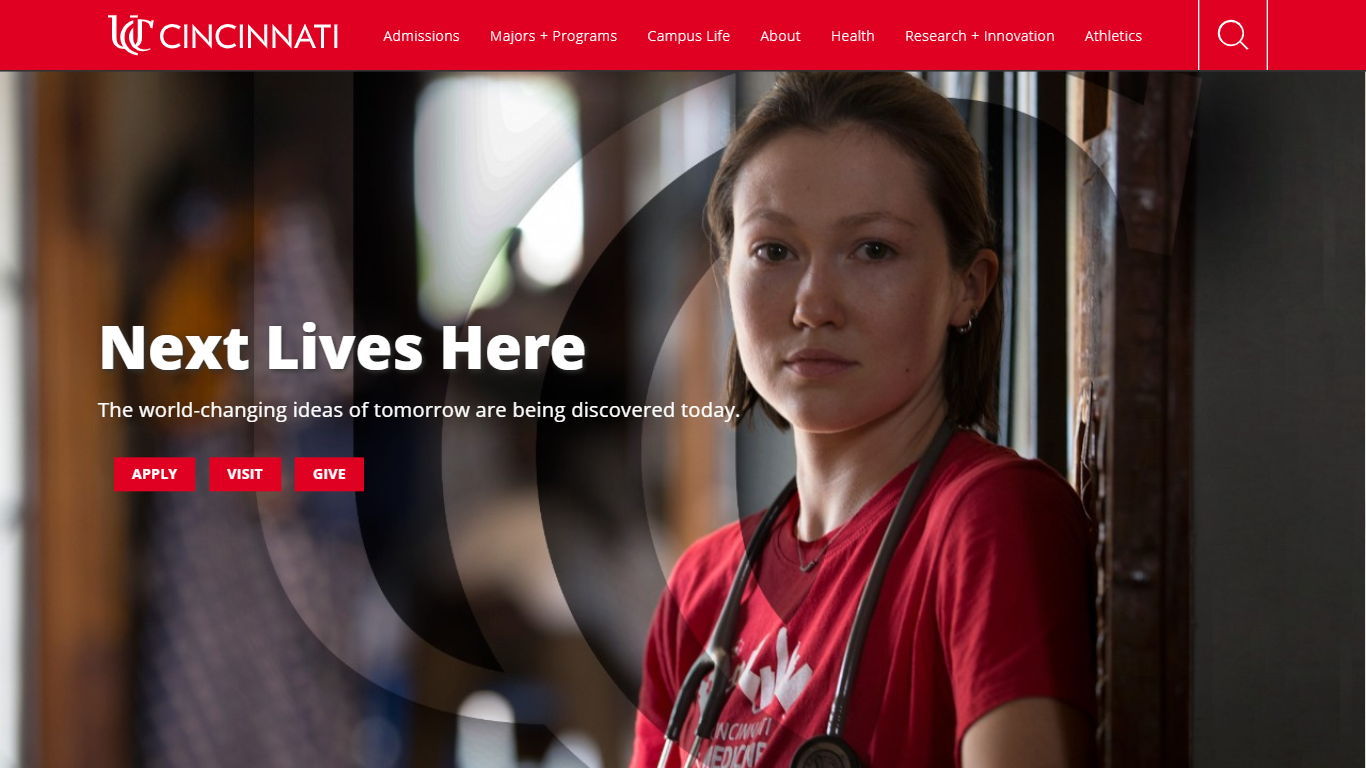 UC CINCINNATI Admissions Majors + Programs Campus Life About Health Research + Innovation Athletics
Next Lives Here
The world-changing ideas of tomorrow are being discovered today.
APPLY VISIT GIVE
CINCINNATI
MEDICINE